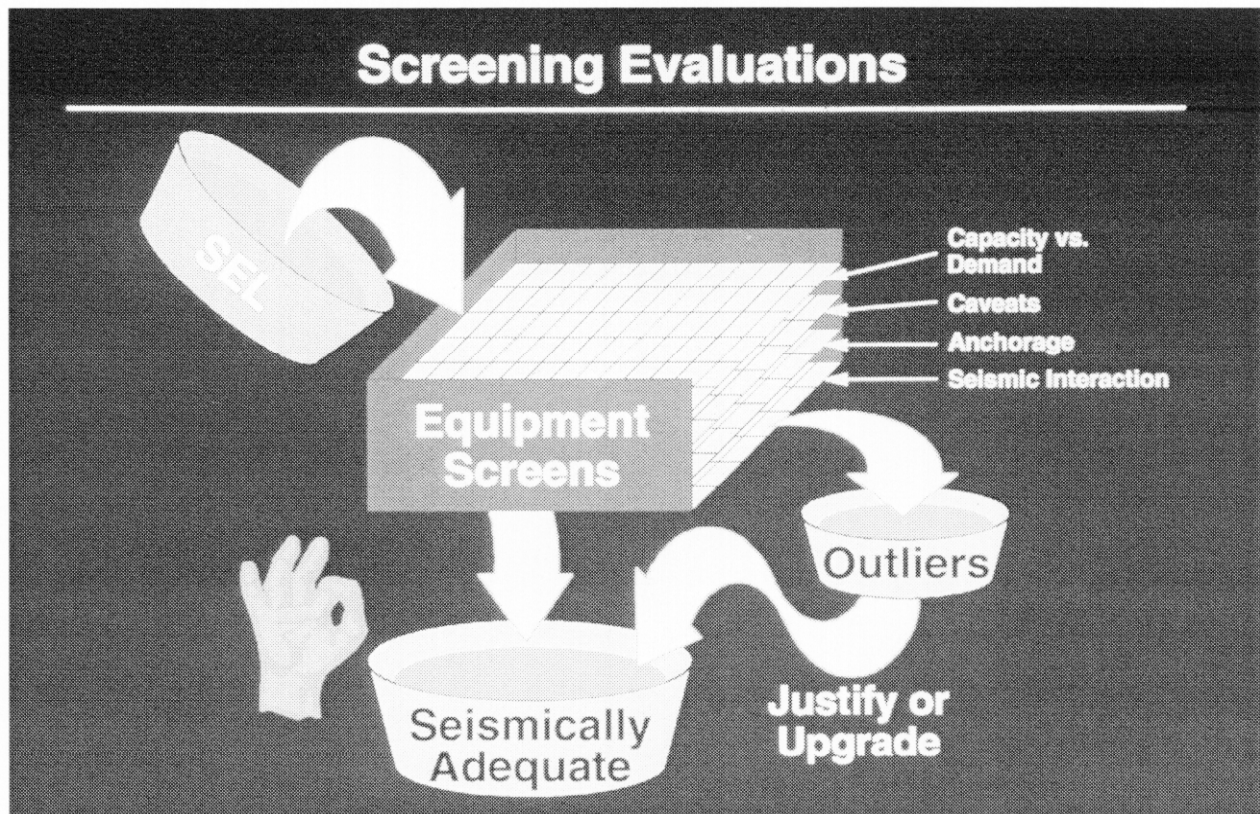 Screening Evaluations
SEL
Capacity vs.
Demand
Caveats
Anchorage
Seismic Interaction
Equipment
Screens
Outliers
Justify or
Upgrade
Seismically
Adequate